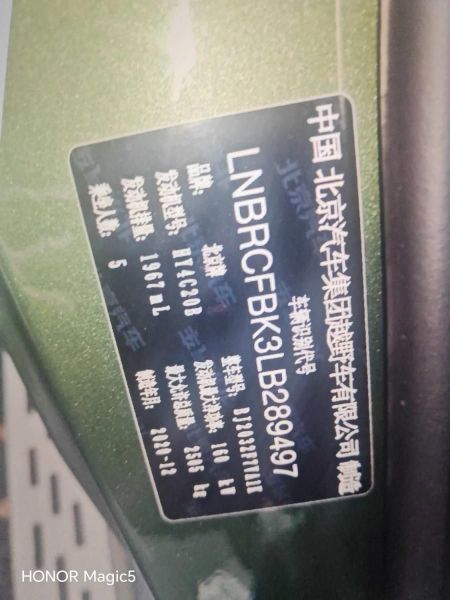 中国 北京汽车集团越野车有限公司 制造
车辆识别代号
LNBRCFBK3LB289497
品牌: 北京牌 整车型号:
发动机型号: 发动机最大净功率: 160 kW
发动机排量: 1967 mL 最大允许总质量: 2505 kg
乘坐人数: 5 制造年月: 2020-12
HONOR Magic5